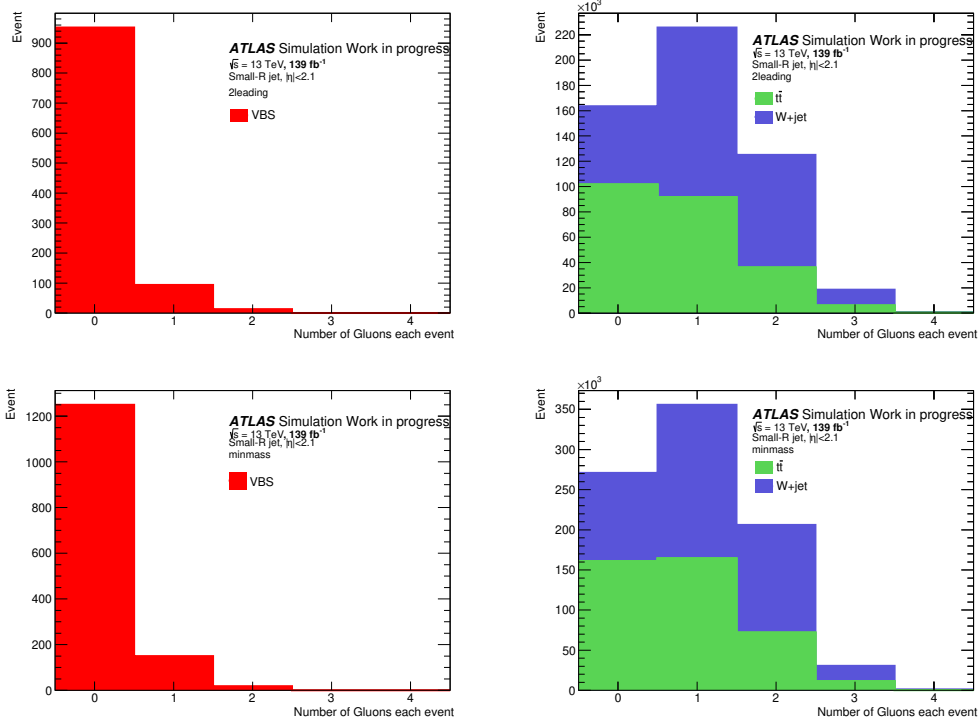 Event
900
800
700
600
500
400
300
200
100
0
ATLAS Simulation Work in progress
√s = 13 TeV, 139 fb⁻¹
Small-R jet, |η|<2.1
2leading
VBS
0 1 2 3 4
Number of Gluons each event
×10³
Event
220
200
180
160
140
120
100
80
60
40
20
0
ATLAS Simulation Work in progress
√s = 13 TeV, 139 fb⁻¹
Small-R jet, |η|<2.1
2leading
tt̄
W+jet
0 1 2 3 4
Number of Gluons each event
Event
1200
1000
800
600
400
200
0
ATLAS Simulation Work in progress
√s = 13 TeV, 139 fb⁻¹
Small-R jet, |η|<2.1
minmass
VBS
0 1 2 3 4
Number of Gluons each event
×10³
Event
350
300
250
200
150
100
50
0
ATLAS Simulation Work in progress
√s = 13 TeV, 139 fb⁻¹
Small-R jet, |η|<2.1
minmass
tt̄
W+jet
0 1 2 3 4
Number of Gluons each event